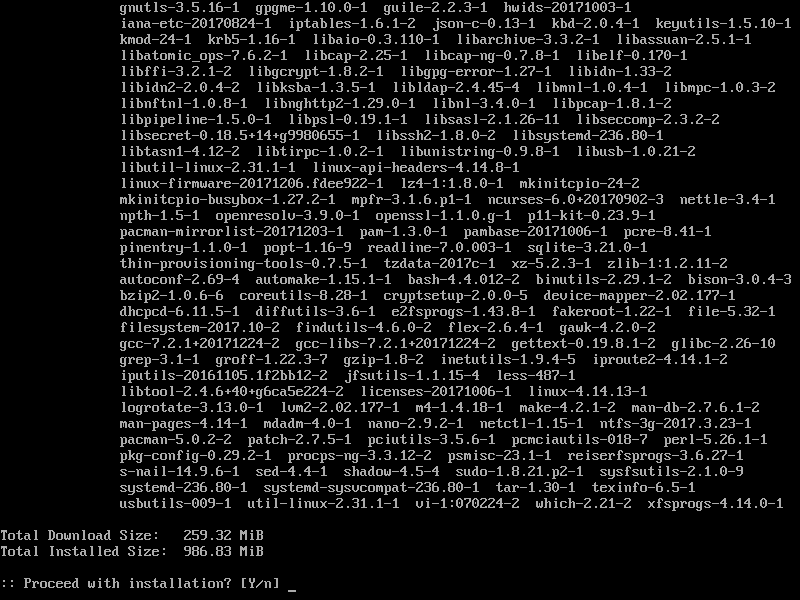 gnutls-3.5.16-1  gpgme-1.10.0-1  guile-2.2.3-1  hwids-20171003-1
iana-etc-20170824-1  iptables-1.6.1-2  json-c-0.13-1  kbd-2.0.4-1  keyutils-1.5.10-1
kmod-24-1  krb5-1.16-1  libaio-0.3.110-1  libarchive-3.3.2-1  libassuan-2.5.1-1
libatomic_ops-7.6.2-1  libcap-2.25-1  libcap-ng-0.7.8-1  libelf-0.170-1
libffi-3.2.1-2  libgcrypt-1.8.2-1  libgpg-error-1.27-1  libidn-1.33-2
libidn2-2.0.4-2  libksba-1.3.5-1  libldap-2.4.45-4  libmnl-1.0.4-1  libmpc-1.0.3-2
libnftnl-1.0.8-1  libnghttp2-1.29.0-1  libnl-3.4.0-1  libpcap-1.8.1-2
libpipeline-1.5.0-1  libpsl-0.19.1-1  libsasl-2.1.26-11  libseccomp-2.3.2-2
libsecret-0.18.5+14+g9980655-1  libssh2-1.8.0-2  libsystemd-236.80-1
libtasn1-4.12-2  libtirpc-1.0.2-1  libunistring-0.9.8-1  libusb-1.0.21-2
libutil-linux-2.31.1-1  linux-api-headers-4.14.8-1
linux-firmware-20171206.fdee922-1  lz4-1:1.8.0-1  mkinitcpio-24-2
mkinitcpio-busybox-1.27.2-1  mpfr-3.1.6.p1-1  ncurses-6.0+20170902-3  nettle-3.4-1
npth-1.5-1  openresolv-3.9.0-1  openssl-1.1.0.g-1  p11-kit-0.23.9-1
pacman-mirrorlist-20171203-1  pam-1.3.0-1  pambase-20171006-1  pcre-8.41-1
pinentry-1.1.0-1  popt-1.16-9  readline-7.0.003-1  sqlite-3.21.0-1
thin-provisioning-tools-0.7.5-1  tzdata-2017c-1  xz-5.2.3-1  zlib-1:1.2.11-2
autoconf-2.69-4  automake-1.15.1-1  bash-4.4.012-2  binutils-2.29.1-2  bison-3.0.4-3
bzip2-1.0.6-6  coreutils-8.28-1  cryptsetup-2.0.0-5  device-mapper-2.02.177-1
dhcpcd-6.11.5-1  diffutils-3.6-1  e2fsprogs-1.43.8-1  fakeroot-1.22-1  file-5.32-1
filesystem-2017.10-2  findutils-4.6.0-2  flex-2.6.4-1  gawk-4.2.0-2
gcc-7.2.1+20171224-2  gcc-libs-7.2.1+20171224-2  gettext-0.19.8.1-2  glibc-2.26-10
grep-3.1-1  groff-1.22.3-7  gzip-1.8-2  inetutils-1.9.4-5  iproute2-4.14.1-2
iputils-20161105.1f2bb12-2  jfsutils-1.1.15-4  less-487-1
libtool-2.4.6+40+g6ca5e224-2  licenses-20171006-1  linux-4.14.13-1
logrotate-3.13.0-1  lvm2-2.02.177-1  m4-1.4.18-1  make-4.2.1-2  man-db-2.7.6.1-2
man-pages-4.14-1  mdadm-4.0-1  nano-2.9.2-1  netctl-1.15-1  ntfs-3g-2017.3.23-1
pacman-5.0.2-2  patch-2.7.5-1  pciutils-3.5.6-1  pcmciautils-018-7  perl-5.26.1-1
pkg-config-0.29.2-1  procps-ng-3.3.12-2  psmisc-23.1-1  reiserfsprogs-3.6.27-1
s-nail-14.9.6-1  sed-4.4-1  shadow-4.5-4  sudo-1.8.21.p2-1  sysfsutils-2.1.0-9
systemd-236.80-1  systemd-sysvcompat-236.80-1  tar-1.30-1  texinfo-6.5-1
usbutils-009-1  util-linux-2.31.1-1  vi-1:070224-2  which-2.21-2  xfsprogs-4.14.0-1
Total Download Size:   259.32 MiB
Total Installed Size:  986.83 MiB
:: Proceed with installation? [Y/n] _